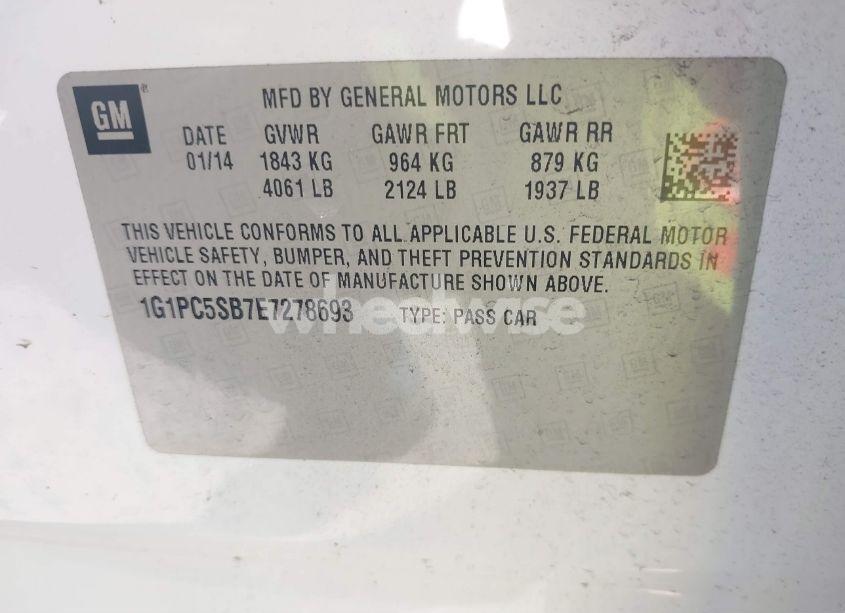 GM ®
MFD BY GENERAL MOTORS LLC
DATE GVWR GAWR FRT GAWR RR
01/14 1843 KG 964 KG 879 KG
4061 LB 2124 LB 1937 LB
THIS VEHICLE CONFORMS TO ALL APPLICABLE U.S. FEDERAL MOTOR
VEHICLE SAFETY, BUMPER, AND THEFT PREVENTION STANDARDS IN
EFFECT ON THE DATE OF MANUFACTURE SHOWN ABOVE.
1G1PC5SB7E7278693 TYPE: PASS CAR
wheelwise